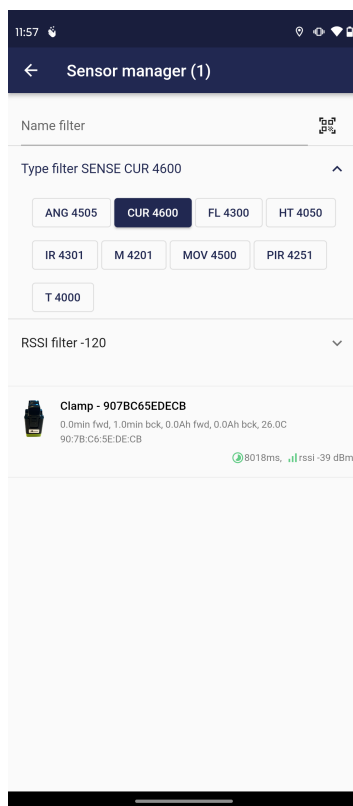 11:57
Sensor manager (1)
Name filter
Type filter SENSE CUR 4600
ANG 4505 CUR 4600 FL 4300 HT 4050
IR 4301 M 4201 MOV 4500 PIR 4251
T 4000
RSSI filter -120
Clamp - 907BC65EDECB
0.0min fwd, 1.0min bck, 0.0Ah fwd, 0.0Ah bck, 26.0C
90:7B:C6:5E:DE:CB
8018ms, rssi -39 dBm